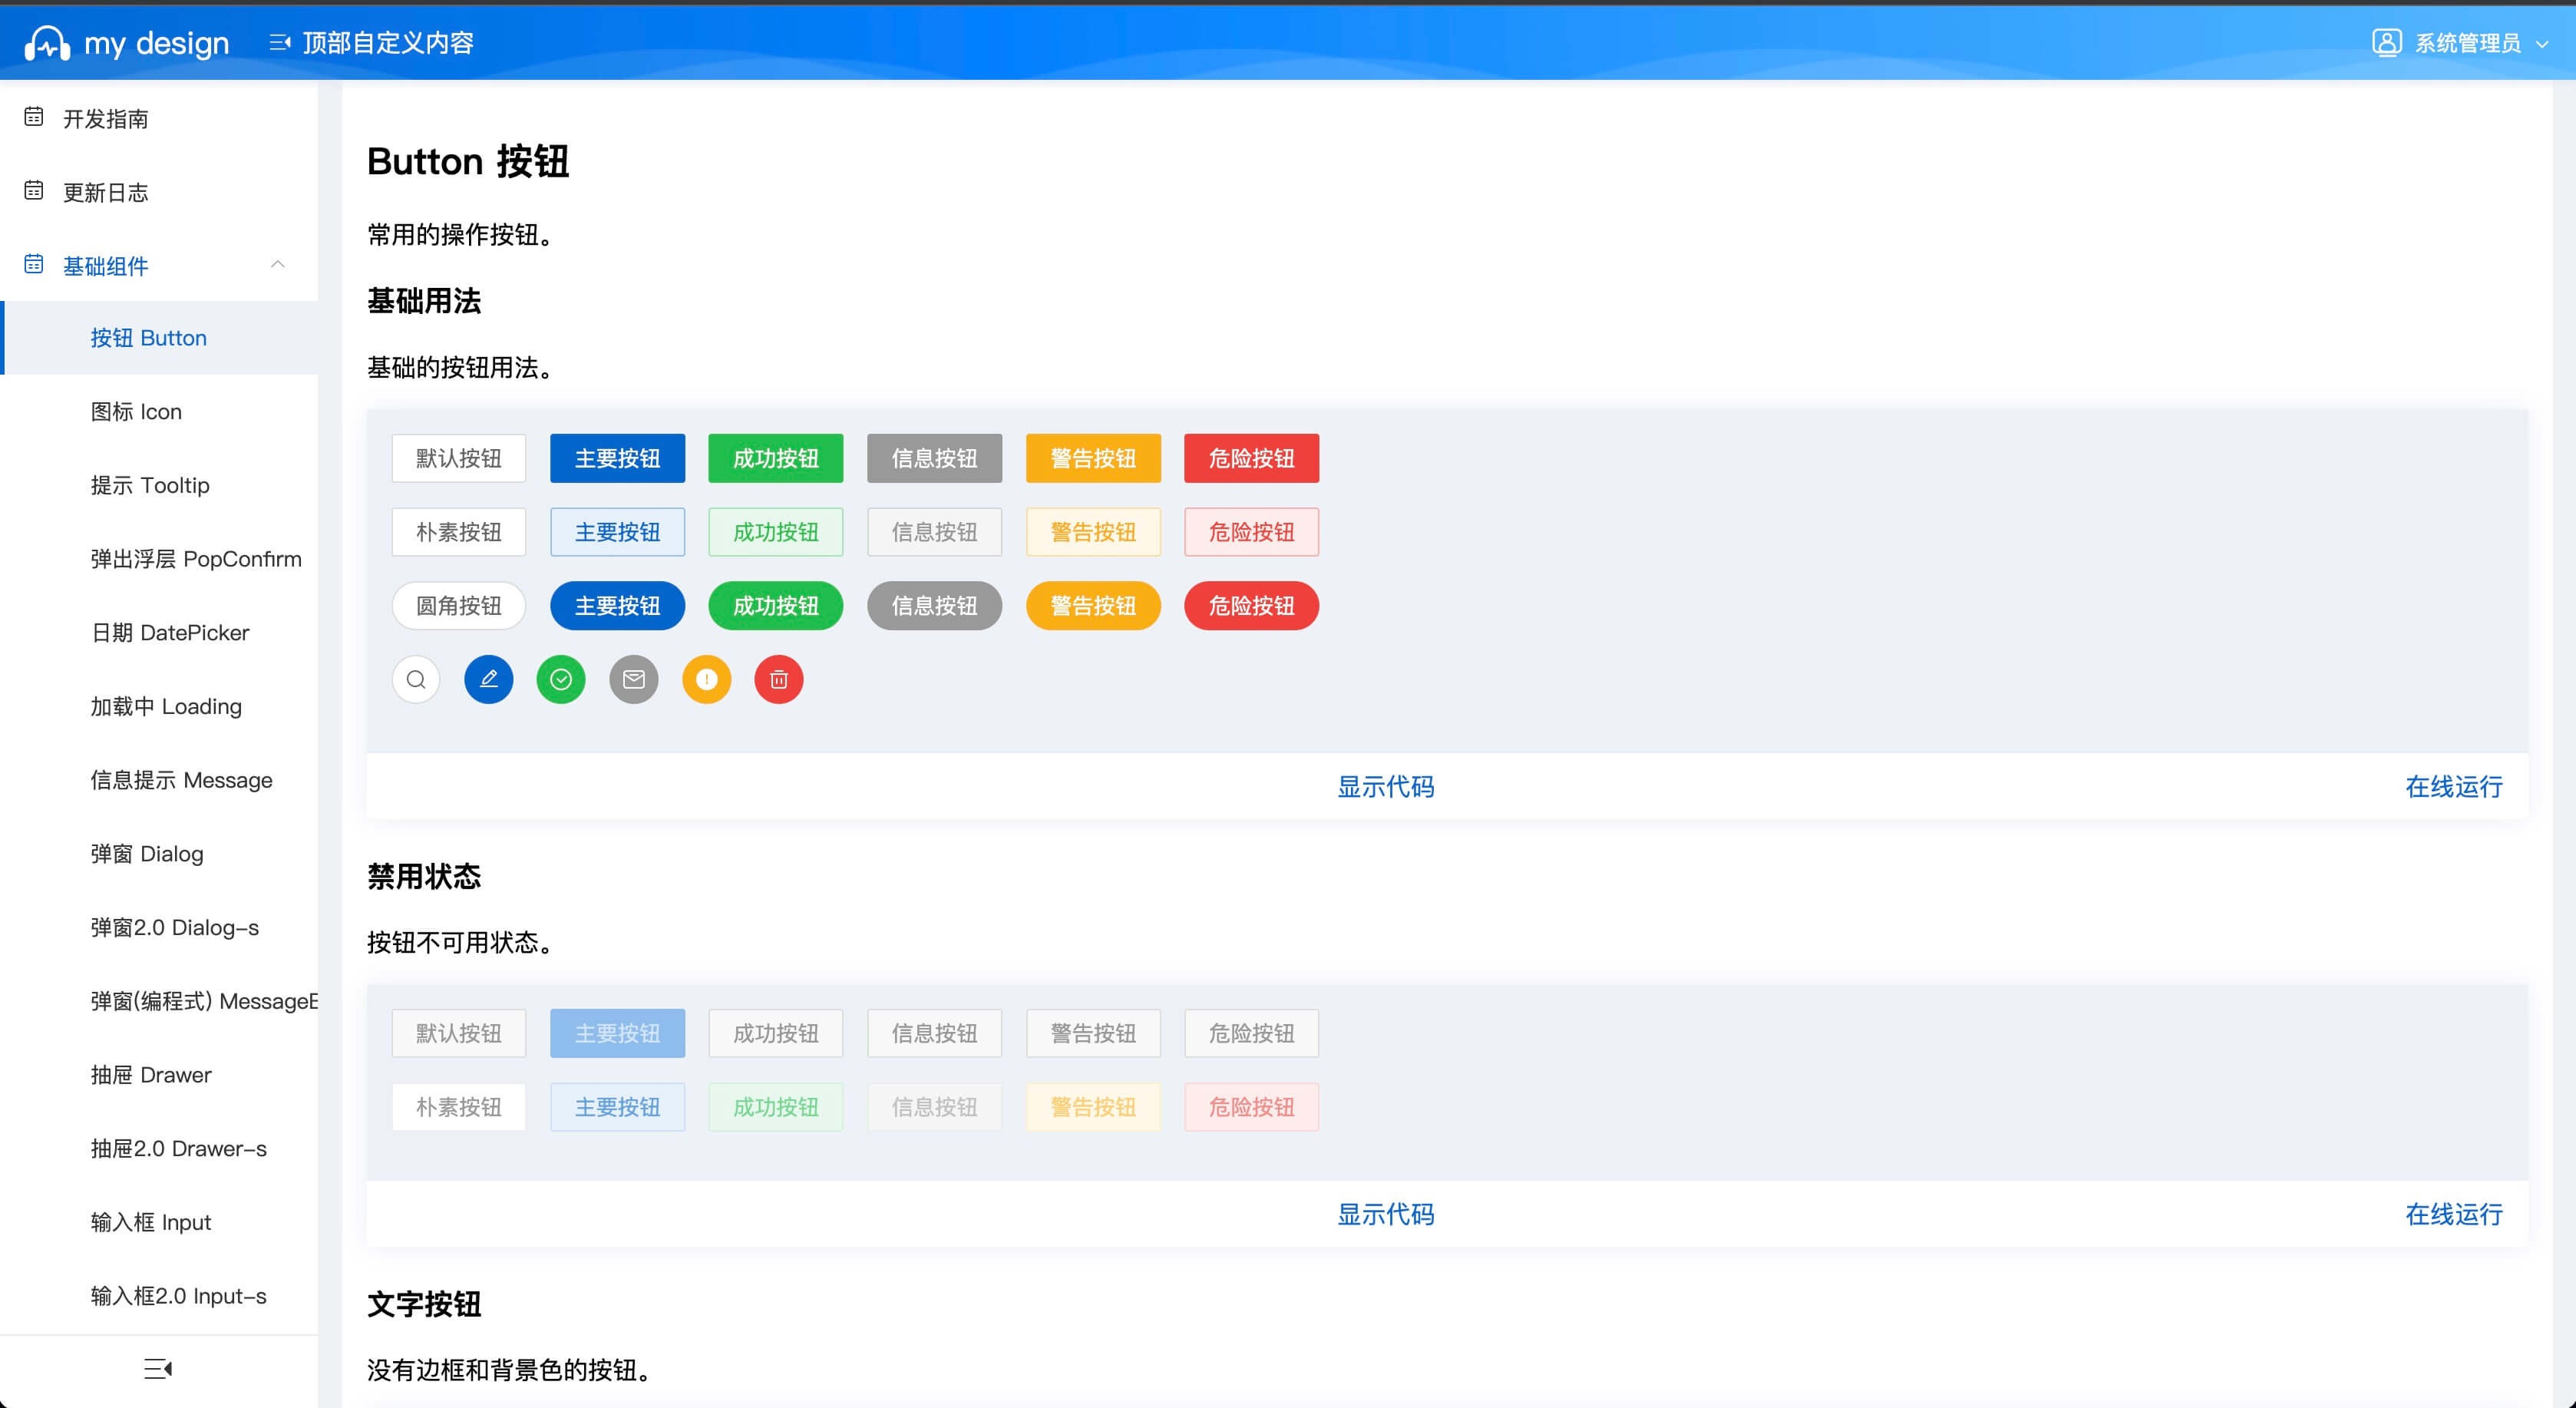 my design
顶部自定义内容
系统管理员
开发指南
更新日志
基础组件
按钮 Button
图标 Icon
提示 Tooltip
弹出浮层 PopConfirm
日期 DatePicker
加载中 Loading
信息提示 Message
弹窗 Dialog
弹窗2.0 Dialog-s
弹窗(编程式) MessageB
抽屉 Drawer
抽屉2.0 Drawer-s
输入框 Input
输入框2.0 Input-s
Button 按钮
常用的操作按钮。
基础用法
基础的按钮用法。
默认按钮 主要按钮 成功按钮 信息按钮 警告按钮 危险按钮
朴素按钮 主要按钮 成功按钮 信息按钮 警告按钮 危险按钮
圆角按钮 主要按钮 成功按钮 信息按钮 警告按钮 危险按钮
显示代码 在线运行
禁用状态
按钮不可用状态。
默认按钮 主要按钮 成功按钮 信息按钮 警告按钮 危险按钮
朴素按钮 主要按钮 成功按钮 信息按钮 警告按钮 危险按钮
显示代码 在线运行
文字按钮
没有边框和背景色的按钮。